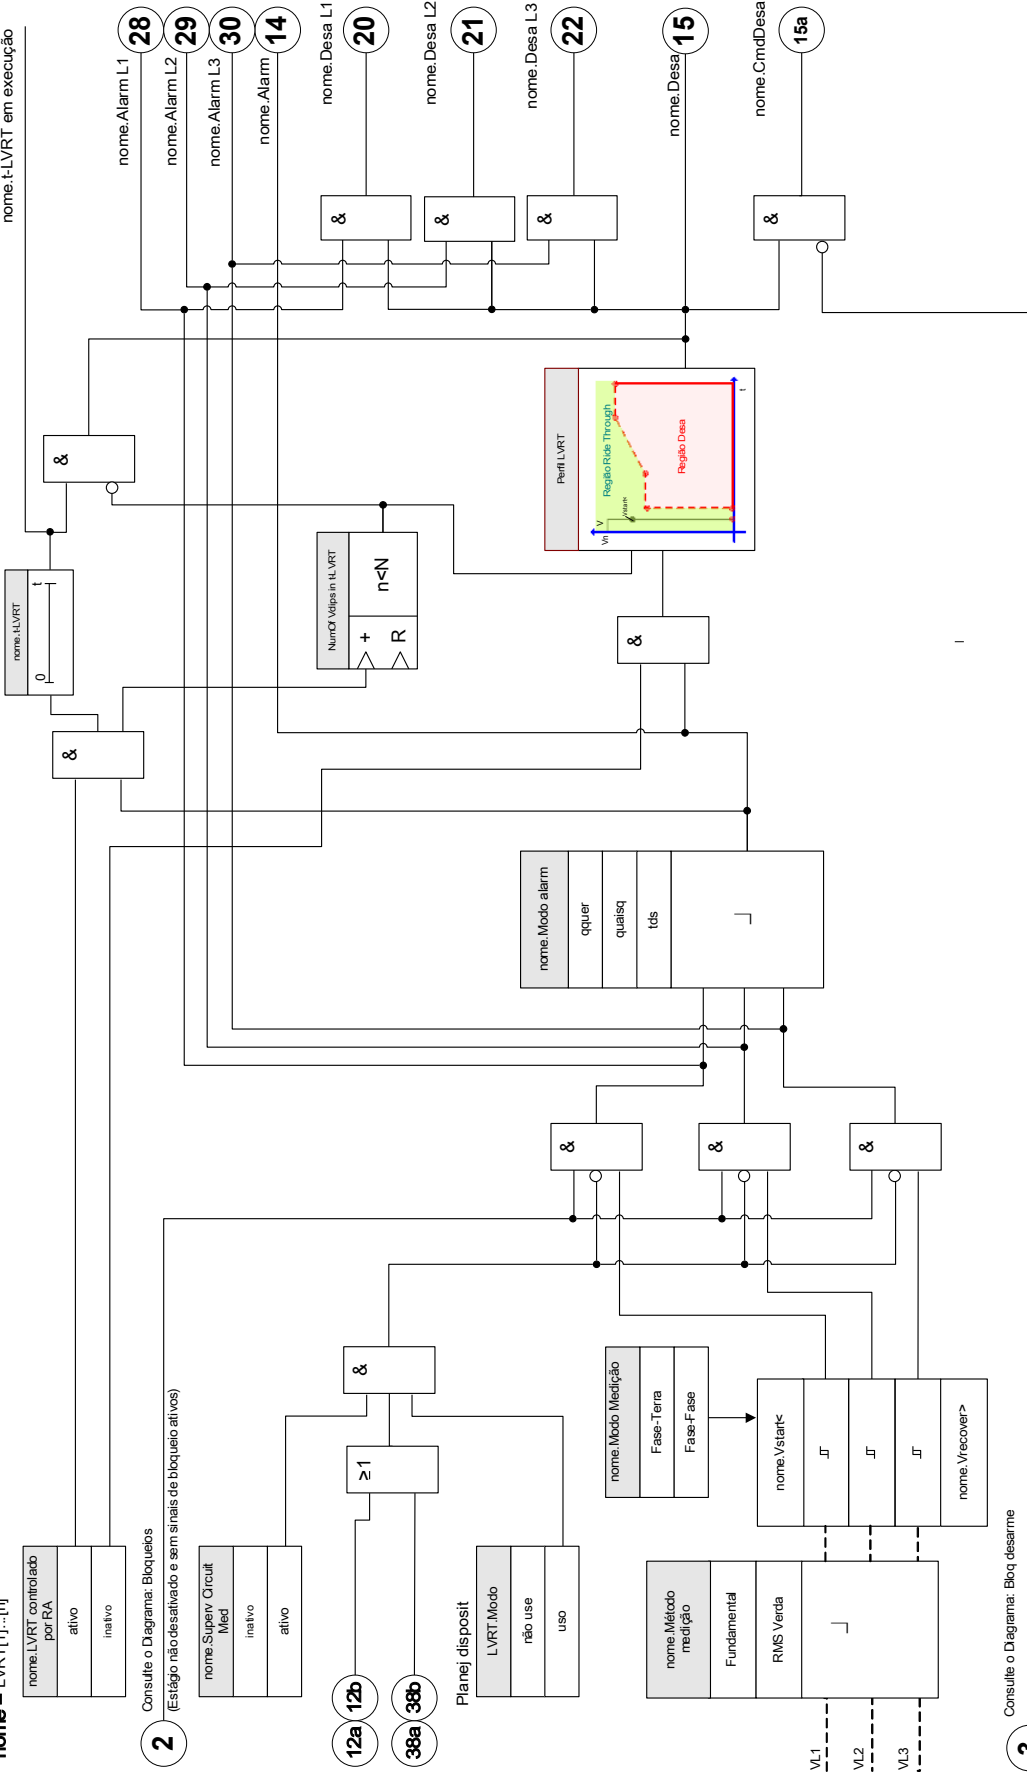 nome = LVRT[1]...[n]
nome.LVRT controlado
por RA
ativo
inativo
2
Consulte o Diagrama: Bloqueios
(Estágio não desativado e sem sinais de bloqueio ativos)
nome.Superv Circuit
Med
inativo
ativo
12a
12b
38a
38b
≥1
&
Planej disposit
LVRT.Modo
não use
uso
nome.Modo Medição
Fase-Terra
Fase-Fase
nome.Método
medição
Fundamental
RMS Verda
VL1
VL2
VL3
nome.Vstart<
nome.Vrecover>
3
Consulte o Diagrama: Bloq desarme
&
&
&
nome.Modo alarm
qquer
quaisq
tds
&
nome.t-LVRT
0
t
NumOf Vdips in t-LVRT
+
R
n<N
&
&
Perfil LVRT
Região Ride Through
Região Desa
Vstart<
Vn
V
t
&
&
&
&
nome.t-LVRT em execução
nome.Alarm L1
28
nome.Alarm L2
29
nome.Alarm L3
30
nome.Alarm
14
nome.Desa L1
20
nome.Desa L2
21
nome.Desa L3
22
nome.Desa
15
nome.CmdDesa
15a